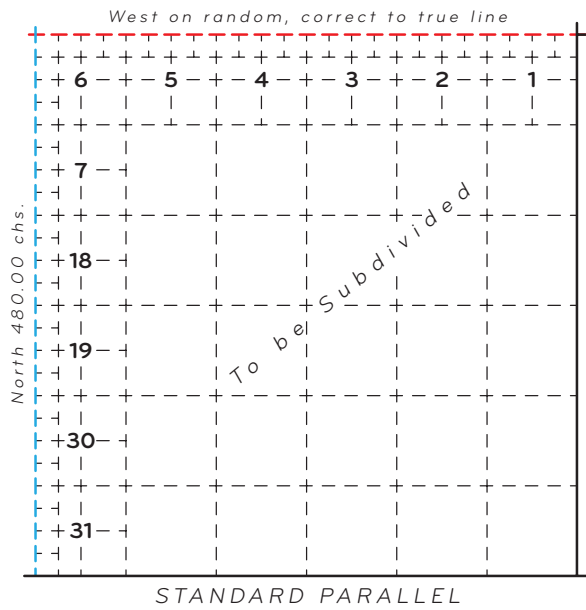 West on random, correct to true line
6 5 4 3 2 1
7
18
19
30
31
To be Subdivided
North 480.00 chs.
STANDARD PARALLEL